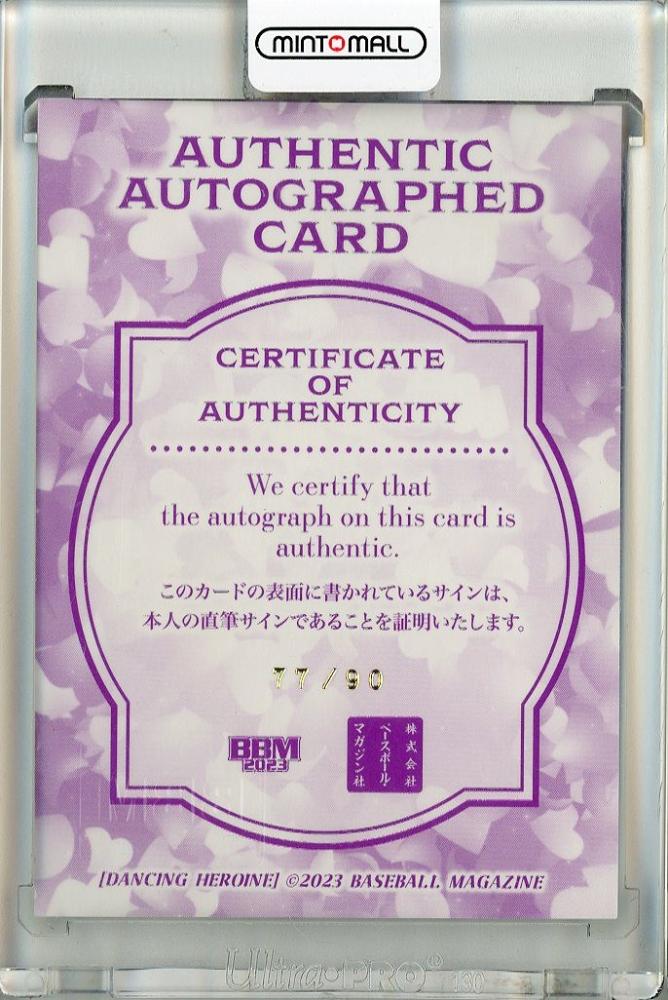 MINTOMALL
AUTHENTIC
AUTOGRAPHED
CARD
CERTIFICATE
OF
AUTHENTICITY
We certify that
the autograph on this card is
authentic.
このカードの表面に書かれているサインは、
本人の直筆サインであることを証明いたします。
77/90
BBM
2023
株式会社
ベースボール・
マガジン社
[DANCING HEROINE] ©2023 BASEBALL MAGAZINE
Ultra•PRO® 130